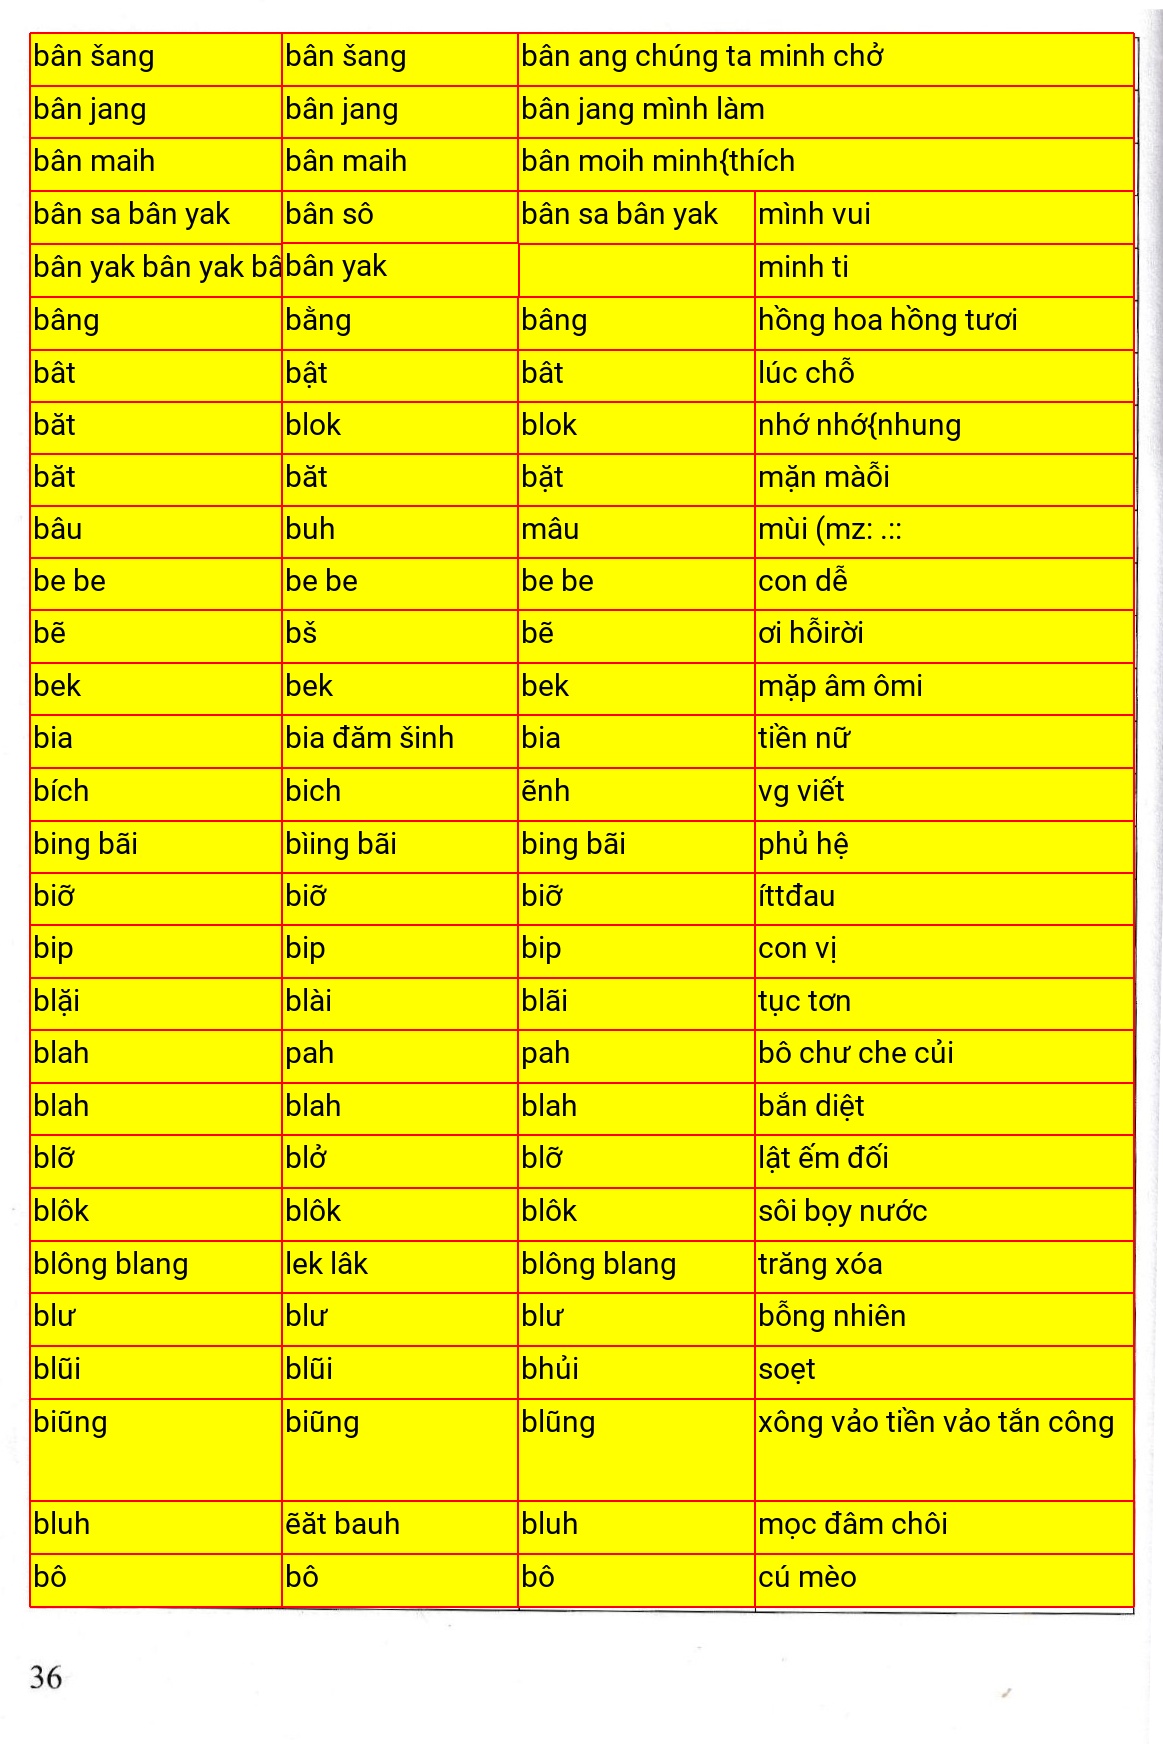 bân šang bân šang bân ang chúng ta minh chở
bân jang bân jang bân jang mình làm
bân maih bân maih bân moih minh{thích
bân sa bân yak bân sô bân sa bân yak mình vui
bân yak bân yak bâ bân yak minh ti
bâng bằng bâng hồng hoa hồng tươi
bât bật bât lúc chỗ
băt blok blok nhớ nhớ{nhung
băt băt bặt mặn màỗi
bâu buh mâu mùi (mz: .::
be be be be be be con dễ
bẽ bš bẽ ơi hỗirời
bek bek bek mặp âm ômi
bia bia đăm šinh bia tiền nữ
bích bich ẽnh vg viết
bing bãi bìing bãi bing bãi phủ hệ
biỡ biỡ biỡ íttđau
bip bip bip con vị
blặi blài blãi tục tơn
blah pah pah bô chư che củi
blah blah blah bắn diệt
blỡ blở blỡ lật ếm đối
blôk blôk blôk sôi bọy nước
blông blang lek lâk blông blang trăng xóa
blư blư blư bỗng nhiên
blũi blũi bhủi soẹt
biũng biũng blũng xông vảo tiền vảo tắn công
bluh ẽăt bauh bluh mọc đâm chôi
bô bô bô cú mèo
36